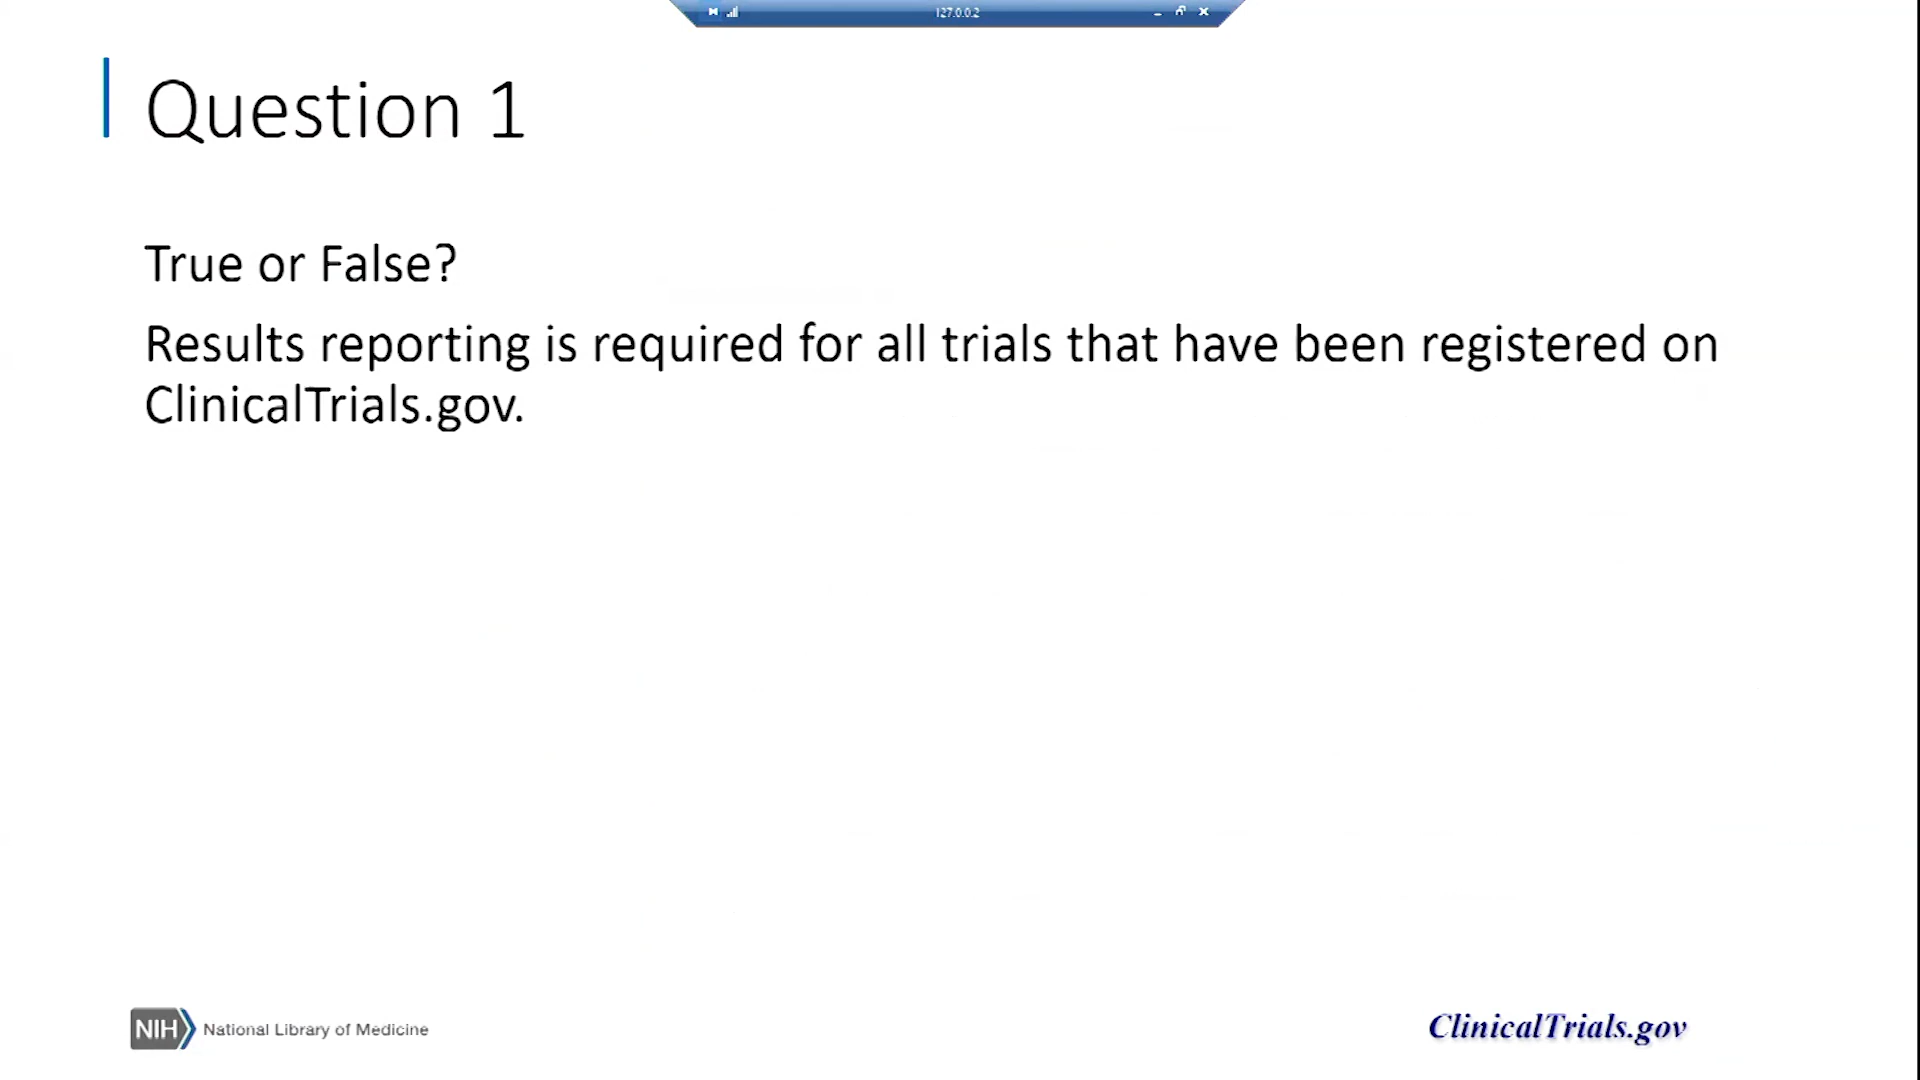 127.0.0.2
Question 1
True or False?
Results reporting is required for all trials that have been registered on
ClinicalTrials.gov.
NIH National Library of Medicine
ClinicalTrials.gov